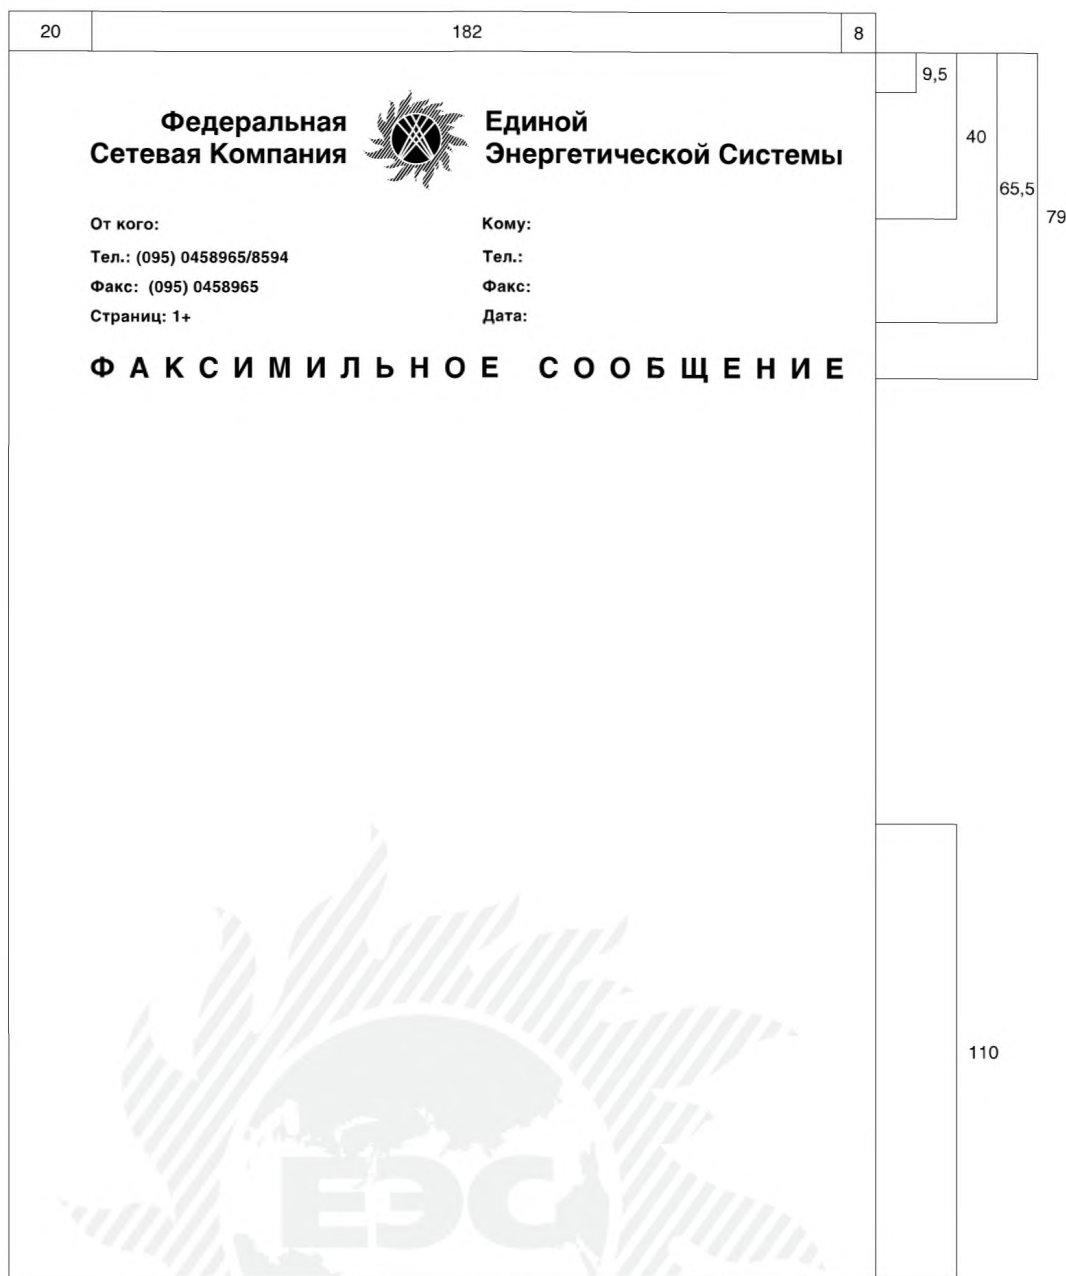 20 182 8
9,5
Федеральная Единой
40
Сетевая Компания Энергетической Системы
65,5
79
От кого: Кому:
Тел.: (095) 0458965/8594 Тел.:
Факс: (095) 0458965 Факс:
Страниц: 1+ Дата:
ФАКСИМИЛЬНОЕ СООБЩЕНИЕ
110
ЕЭС